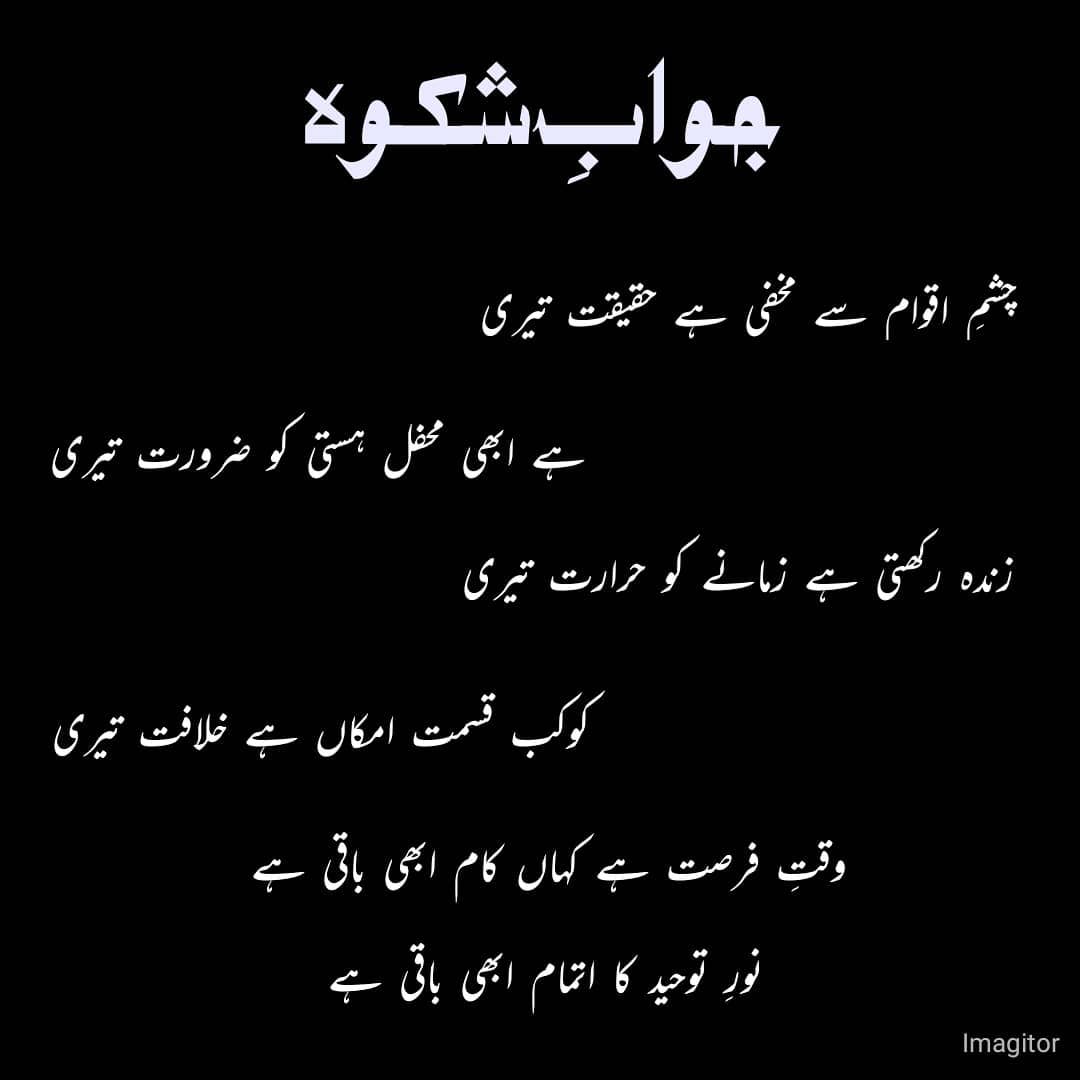 جوابِ شکوہ
چشمِ اقوام سے مخفی ہے حقیقت تیری
ہے ابھی محفل ہستی کو ضرورت تیری
زندہ رکھتی ہے زمانے کو حرارت تیری
کوکب قسمت امکاں ہے خلافت تیری
وقتِ فرصت ہے کہاں کام ابھی باقی ہے
نورِ توحید کا اتمام ابھی باقی ہے
Imagitor